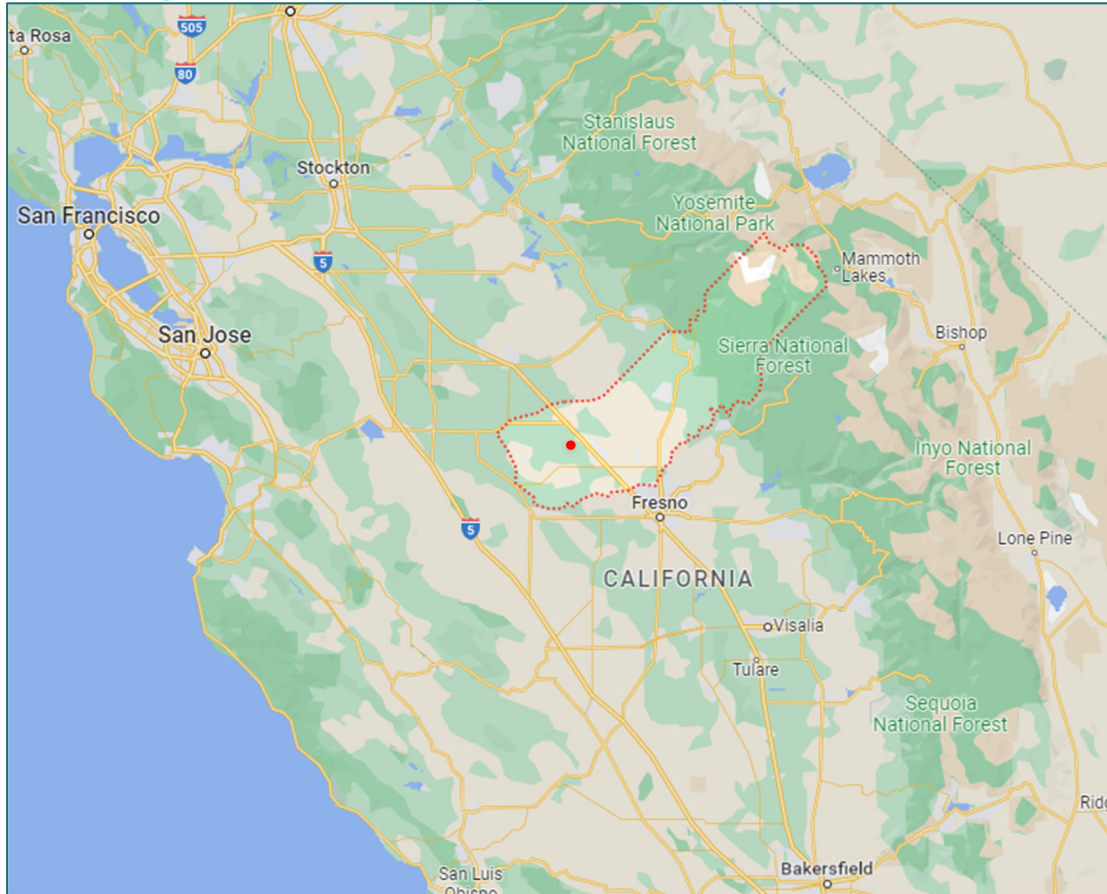 505
ta Rosa
80
Stanislaus
National Forest
Stockton
Yosemite
National Park
San Francisco
5
Mammoth
Lakes
San Jose
Bishop
Sierra National
Forest
Inyo National
Forest
Fresno
5
Lone Pine
CALIFORNIA
Visalia
Tulare
Sequoia
National Forest
Ridg
Bakersfield
San Luis
Obispo